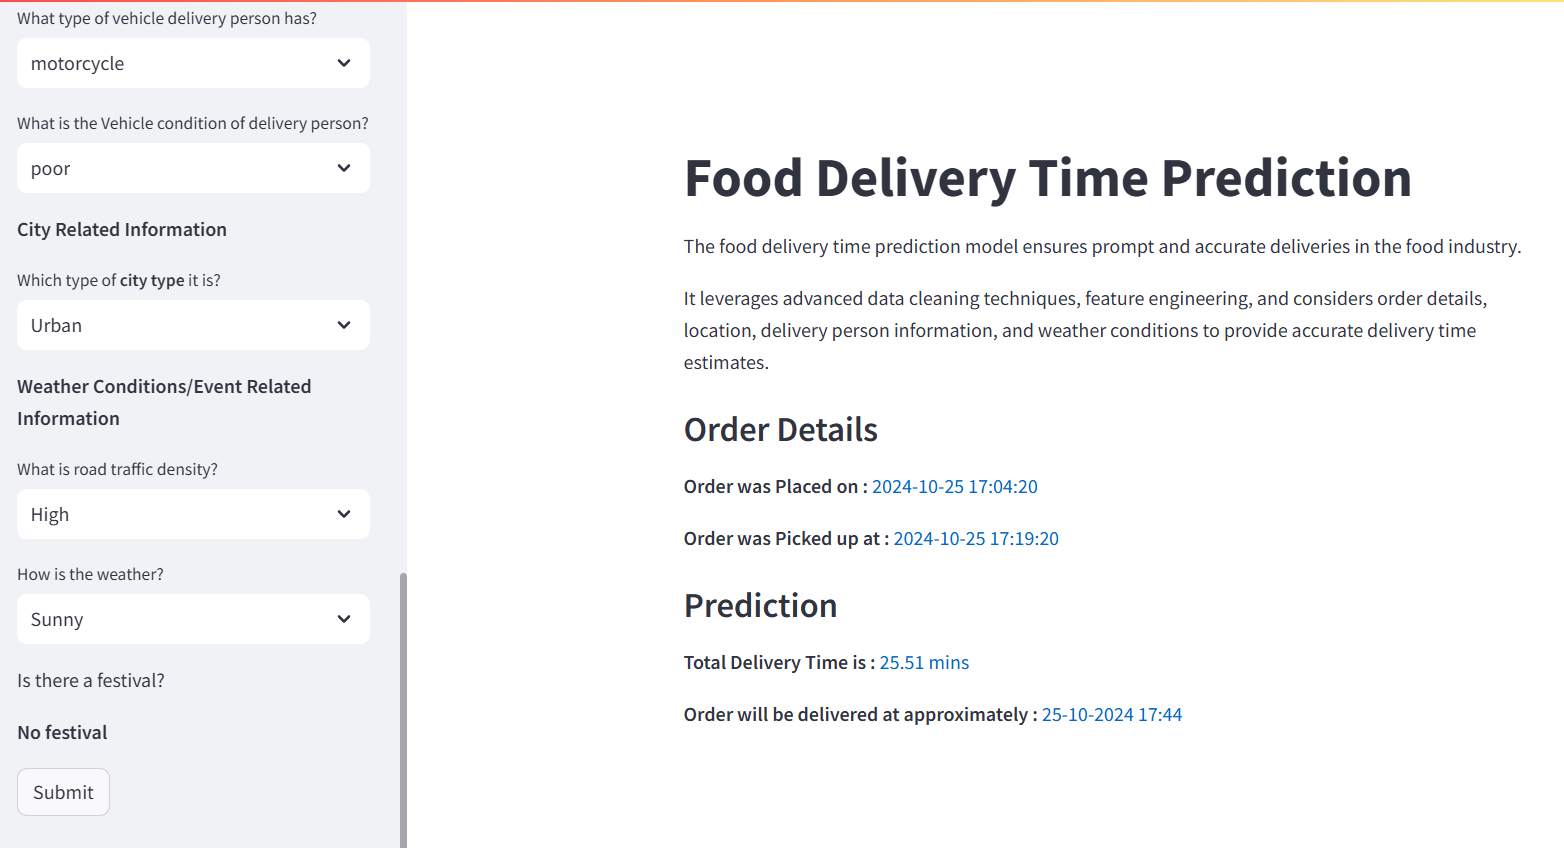 What type of vehicle delivery person has?
motorcycle
What is the Vehicle condition of delivery person?
poor
City Related Information
Which type of city type it is?
Urban
Weather Conditions/Event Related
Information
What is road traffic density?
High
How is the weather?
Sunny
Is there a festival?
No festival
Submit
Food Delivery Time Prediction
The food delivery time prediction model ensures prompt and accurate deliveries in the food industry.
It leverages advanced data cleaning techniques, feature engineering, and considers order details,
location, delivery person information, and weather conditions to provide accurate delivery time
estimates.
Order Details
Order was Placed on : 2024-10-25 17:04:20
Order was Picked up at : 2024-10-25 17:19:20
Prediction
Total Delivery Time is : 25.51 mins
Order will be delivered at approximately : 25-10-2024 17:44